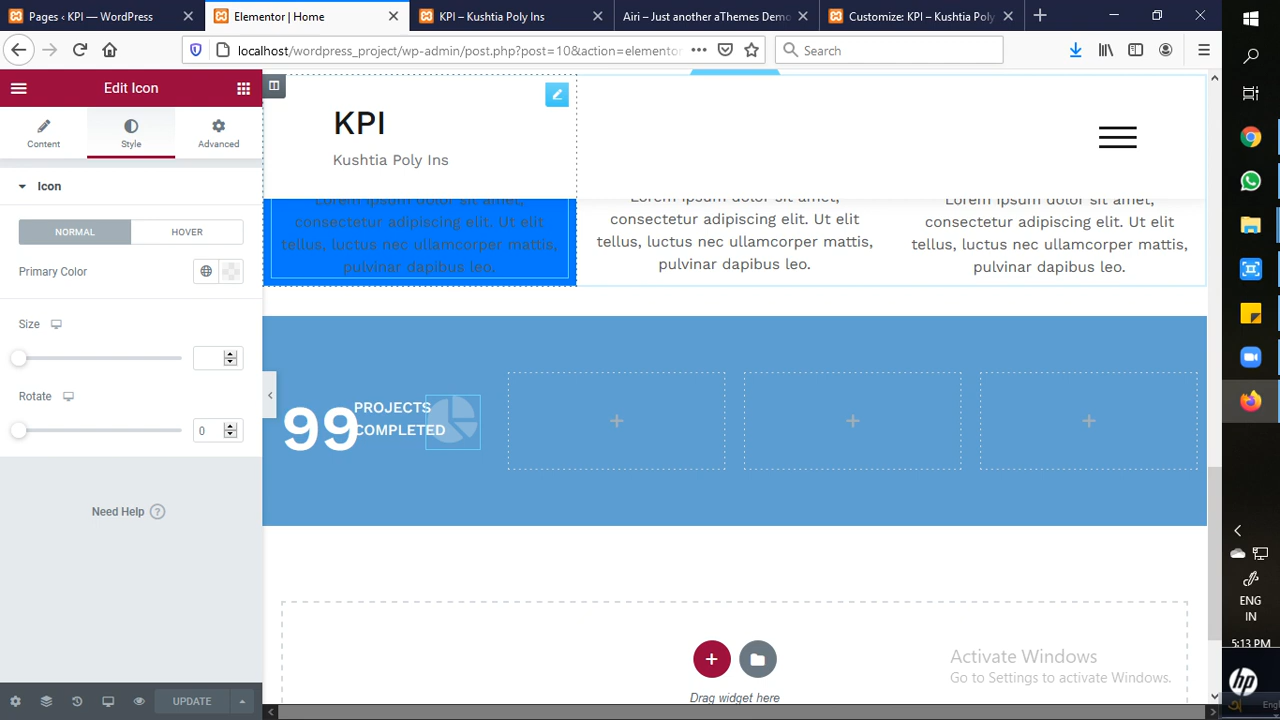 Pages ‹ KPI — WordPress
Elementor | Home
KPI – Kushtia Poly Ins
Airi – Just another aThemes Demo
Customize: KPI – Kushtia Poly
localhost/wordpress_project/wp-admin/post.php?post=10&action=elementor
Search
Edit Icon
Content
Style
Advanced
Icon
NORMAL
HOVER
Primary Color
Size
Rotate
0
Need Help
?
UPDATE
KPI
Kushtia Poly Ins
Lorem ipsum dolor sit amet,
consectetur adipiscing elit. Ut elit
tellus, luctus nec ullamcorper mattis,
pulvinar dapibus leo.
Lorem ipsum dolor sit amet,
consectetur adipiscing elit. Ut elit
tellus, luctus nec ullamcorper mattis,
pulvinar dapibus leo.
Lorem ipsum dolor sit amet,
consectetur adipiscing elit. Ut elit
tellus, luctus nec ullamcorper mattis,
pulvinar dapibus leo.
99
PROJECTS
COMPLETED
Drag widget here
Activate Windows
Go to Settings to activate Windows.
ENG
IN
5:13 PM
hp